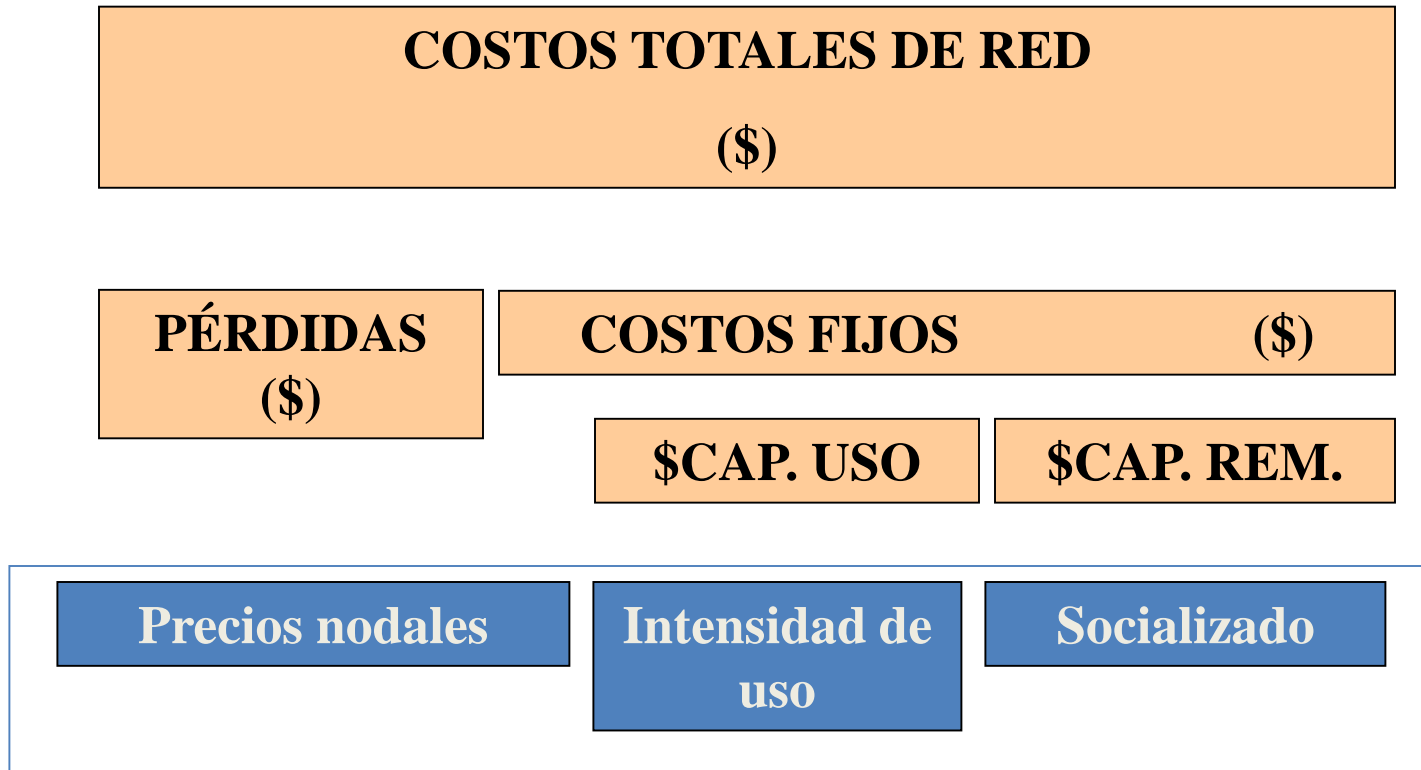 COSTOS TOTALES DE RED
($)
PÉRDIDAS
($)
COSTOS FIJOS ($)
$CAP. USO
$CAP. REM.
Precios nodales
Intensidad de
uso
Socializado